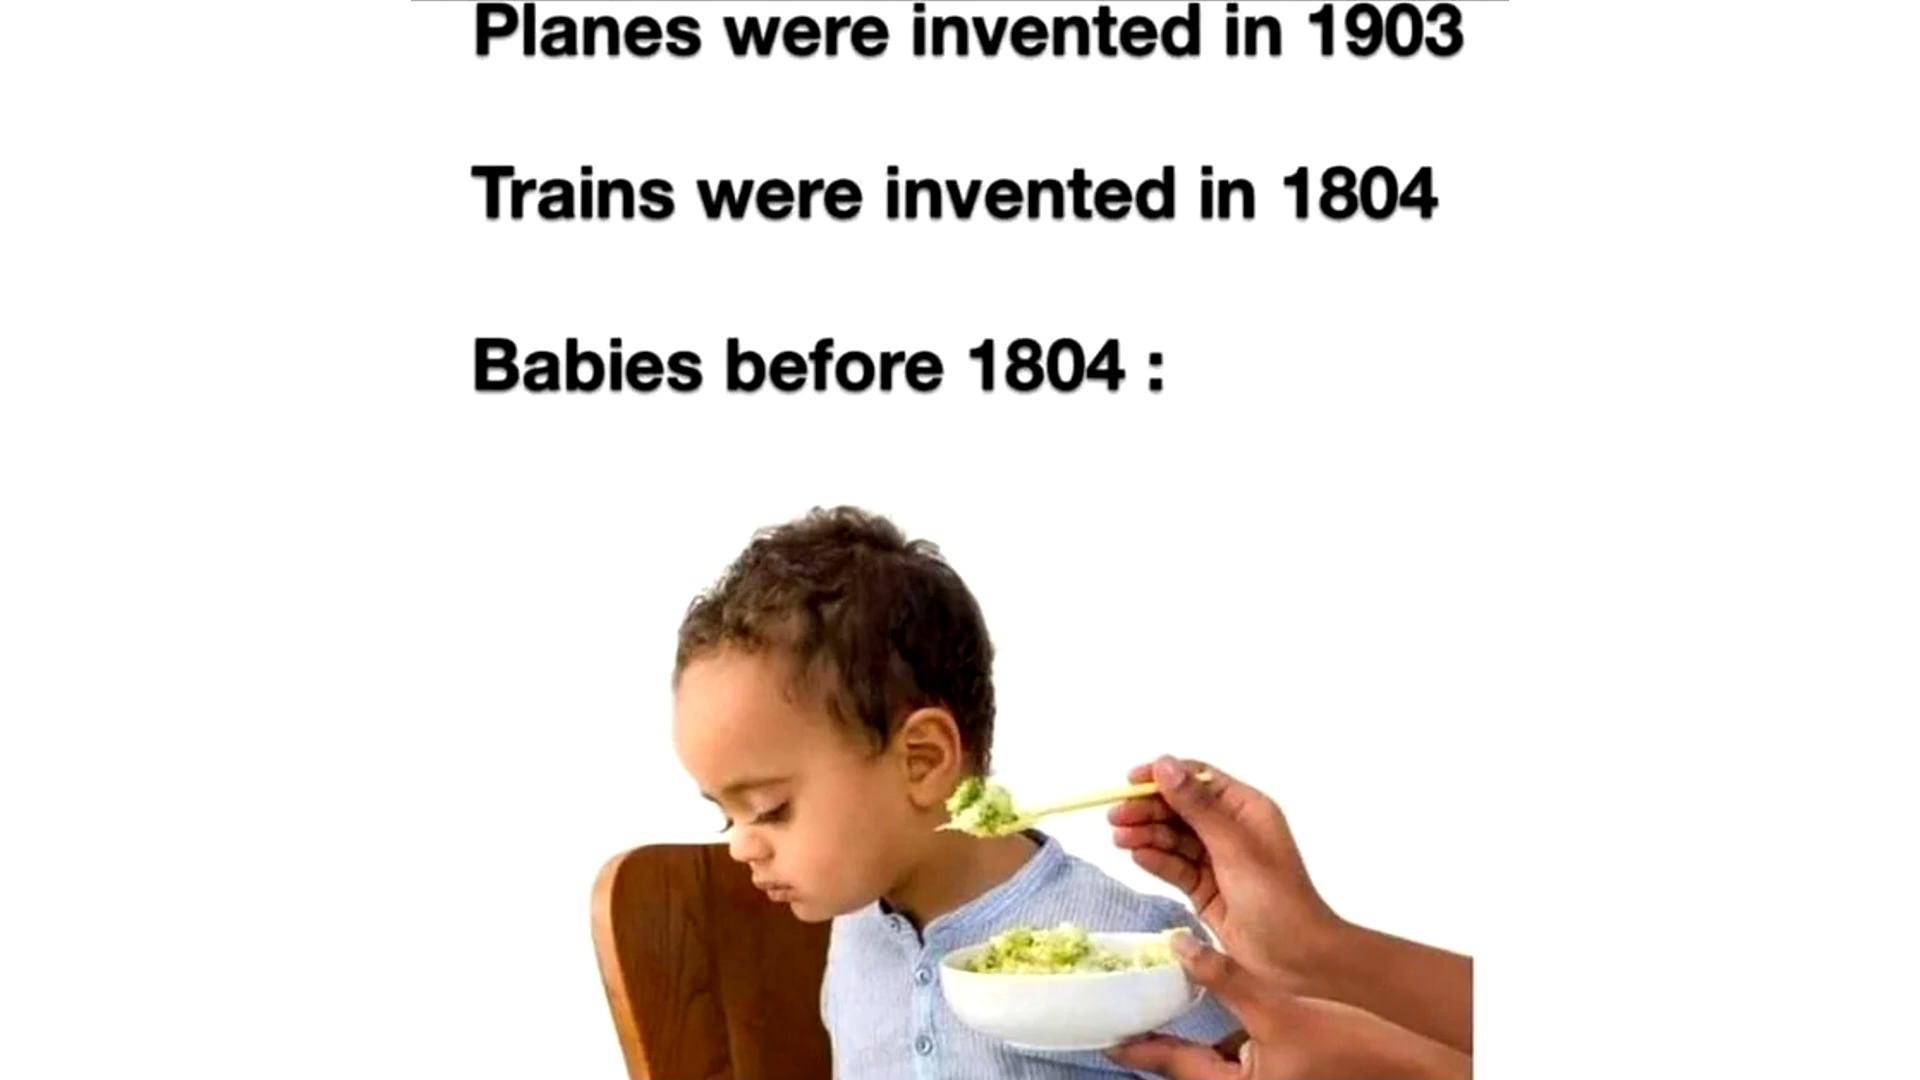 Planes were invented in 1903
Trains were invented in 1804
Babies before 1804 :